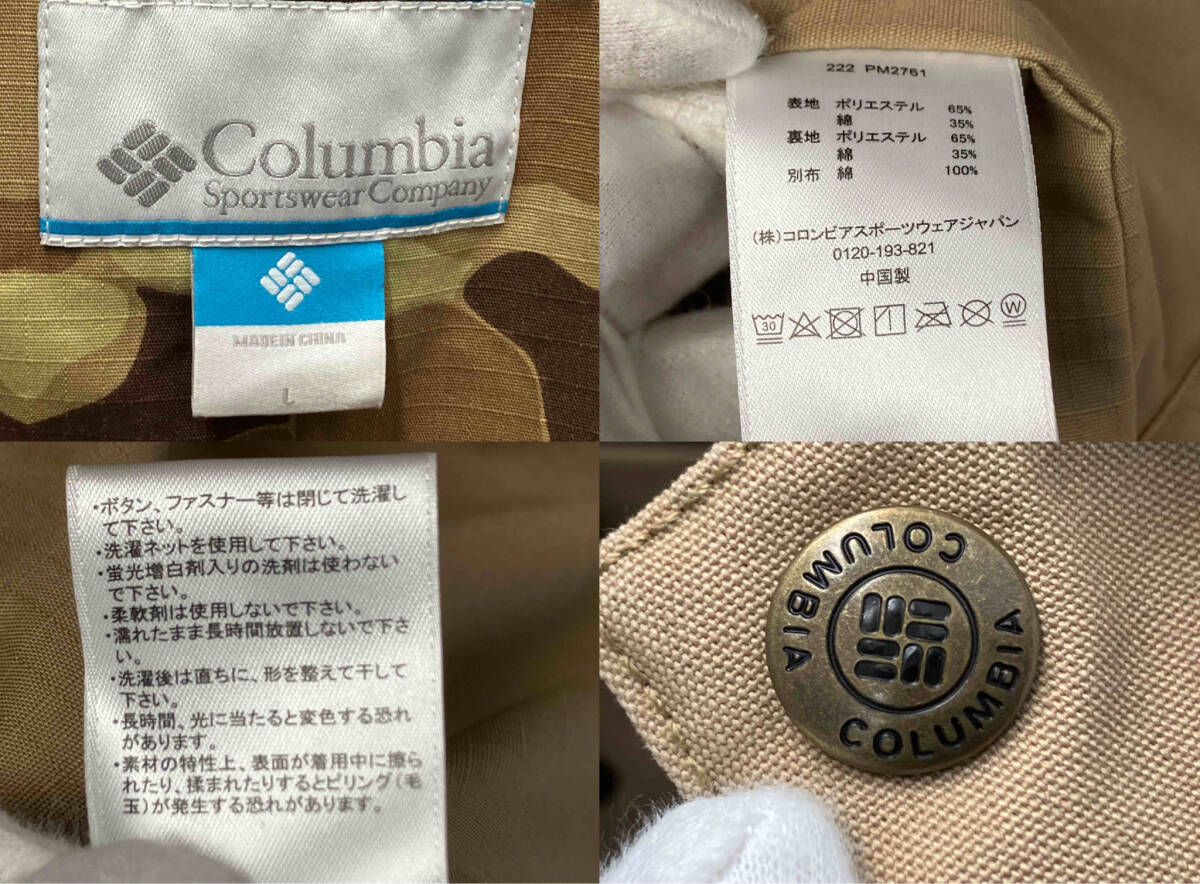 Columbia
Sportswear Company
MADE IN CHINA
L
222 PM2761
表地 ポリエステル 65%
綿 35%
裏地 ポリエステル 65%
綿 35%
別布 綿 100%
(株)コロンビアスポーツウェアジャパン
0120-193-821
中国製
30
W
・ボタン、ファスナー等は閉じて洗濯し
て下さい。
・洗濯ネットを使用して下さい。
・蛍光増白剤入りの洗剤は使わない
で下さい。
・柔軟剤は使用しないで下さい。
・濡れたまま長時間放置しないで下さ
い。
・洗濯後は直ちに、形を整えて干して
下さい。
・長時間、光に当たると変色する恐れ
があります。
・素材の特性上、表面が着用中に擦ら
れたり、揉まれたりするとピリング(毛
玉)が発生する恐れがあります。
COLUMBIA
COLUMBIA